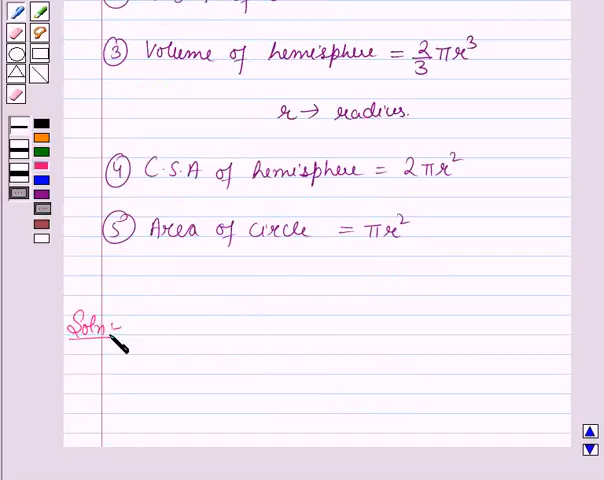 ③ Volume of hemisphere = 2/3 πr³
r → radius.
④ C.S.A of hemisphere = 2πr²
⑤ Area of circle = πr²
Soln:-